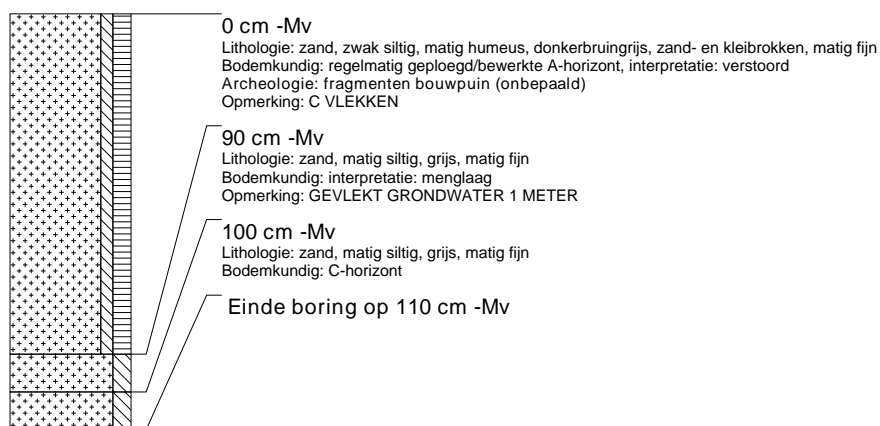 0 cm -Mv
Lithologie: zand, zwak siltig, matig humeus, donkerbruingrijs, zand- en kleibrokken, matig fijn
Bodemkundig: regelmatig geploegd/bewerkte A-horizont, interpretatie: verstoord
Archeologie: fragmenten bouwpuin (onbepaald)
Opmerking: C VLEKKEN
90 cm -Mv
Lithologie: zand, matig siltig, grijs, matig fijn
Bodemkundig: interpretatie: menglaag
Opmerking: GEVLEKT GRONDWATER 1 METER
100 cm -Mv
Lithologie: zand, matig siltig, grijs, matig fijn
Bodemkundig: C-horizont
Einde boring op 110 cm -Mv